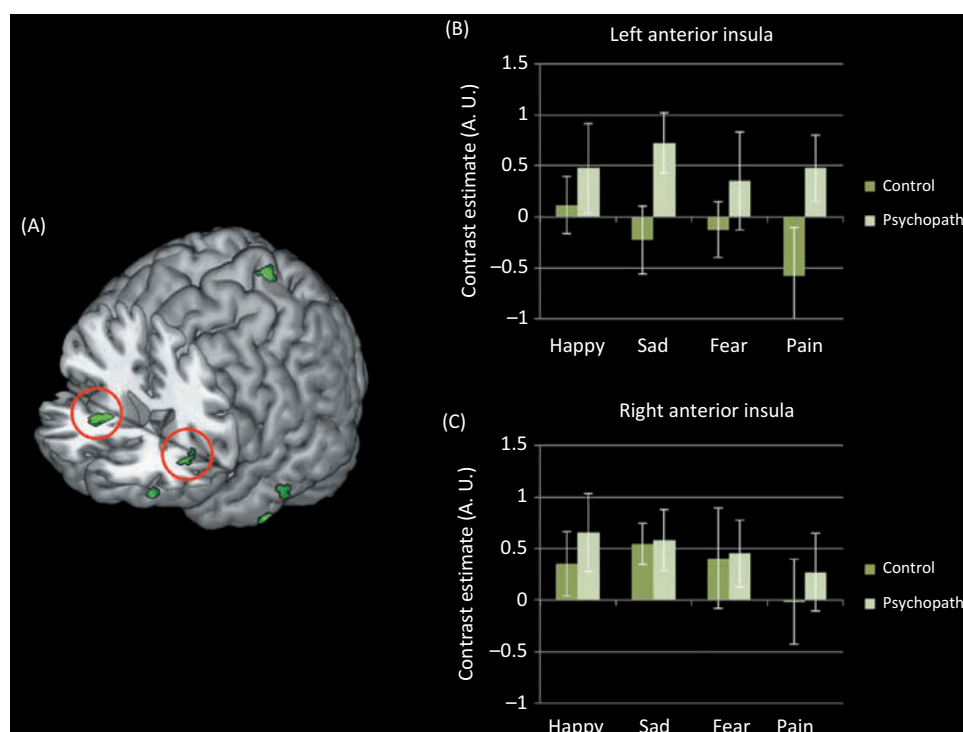 (A)
(B)
Left anterior insula
Contrast estimate (A. U.)
1.5
1
0.5
0
–0.5
–1
Happy Sad Fear Pain
Control
Psychopath
(C)
Right anterior insula
Contrast estimate (A. U.)
1.5
1
0.5
0
–0.5
–1
Happy Sad Fear Pain
Control
Psychopath